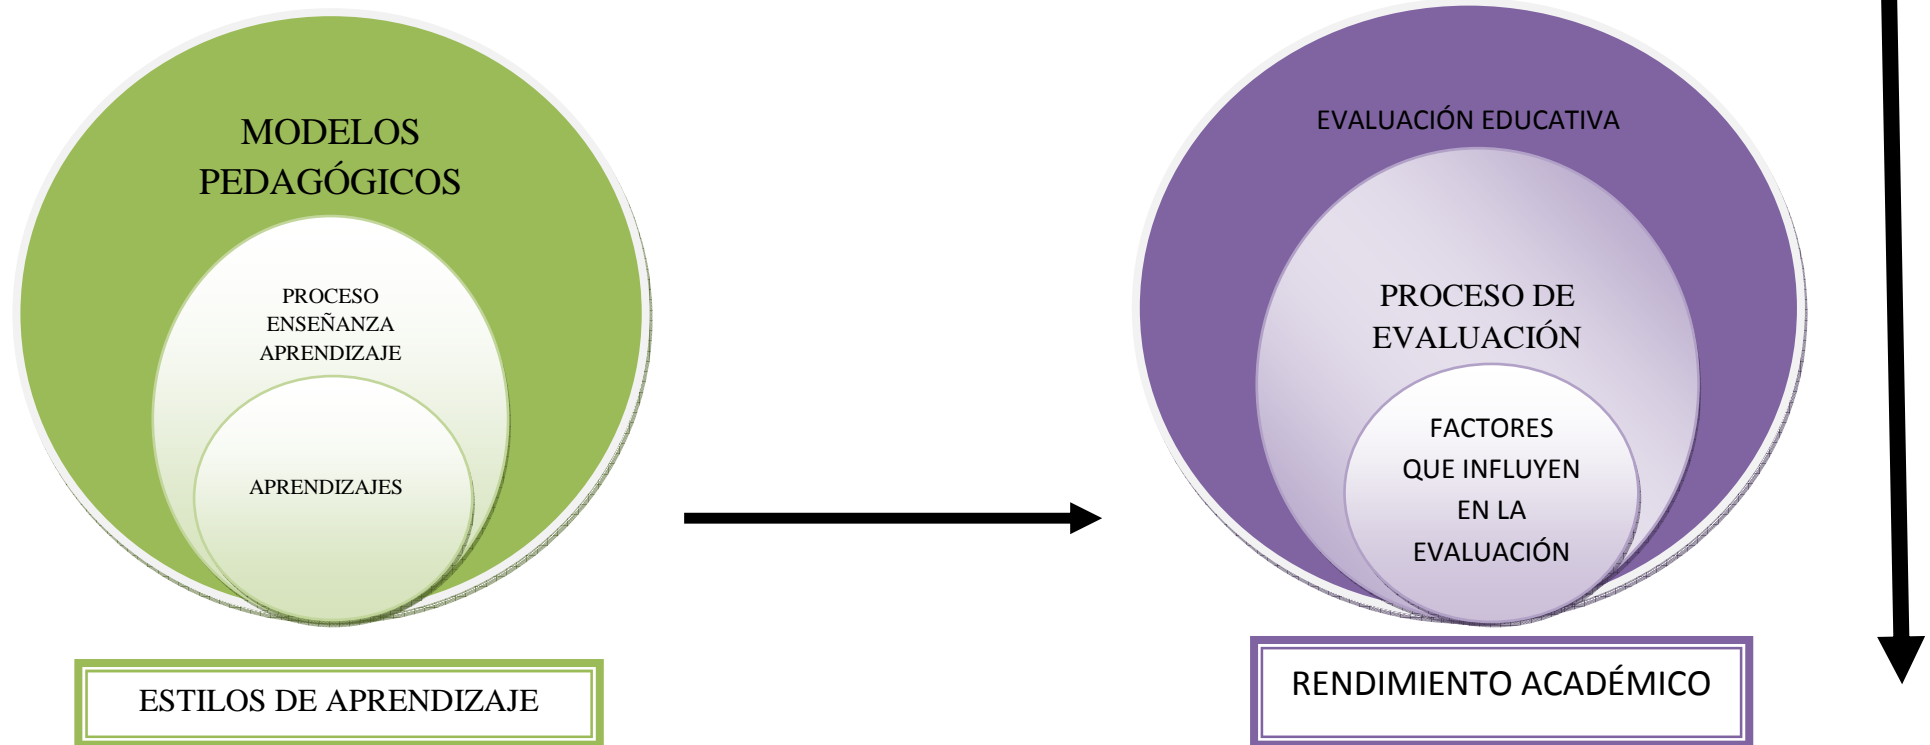 MODELOS
PEDAGÓGICOS
PROCESO
ENSEÑANZA
APRENDIZAJE
APRENDIZAJES
ESTILOS DE APRENDIZAJE
EVALUACIÓN EDUCATIVA
PROCESO DE
EVALUACIÓN
FACTORES
QUE INFLUYEN
EN LA
EVALUACIÓN
RENDIMIENTO ACADÉMICO